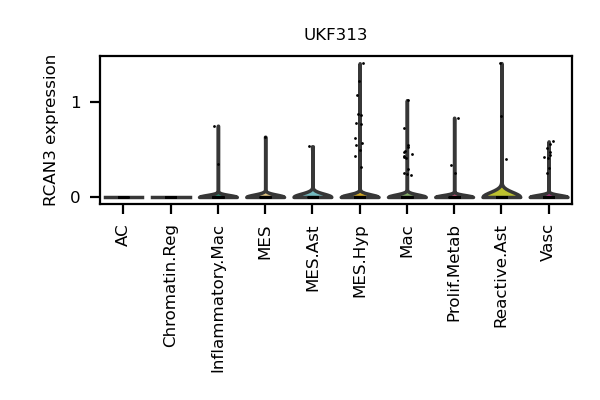 UKF313
RCAN3 expression
1
0
AC
Chromatin.Reg
Inflammatory.Mac
MES
MES.Ast
MES.Hyp
Mac
Prolif.Metab
Reactive.Ast
Vasc